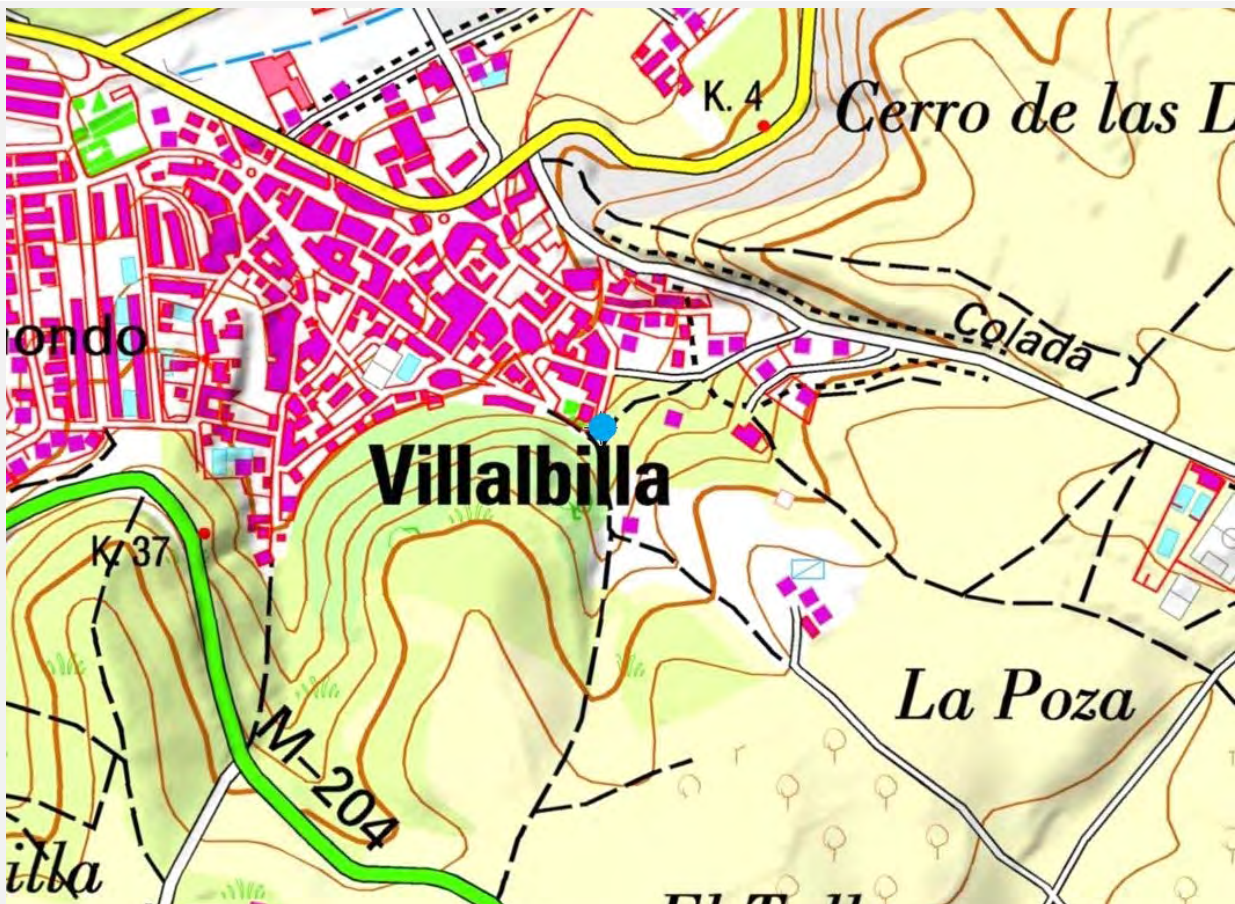 K. 4
Cerro de las D
Colada
ondo
Villalbilla
K. 37
La Poza
M-204
illa